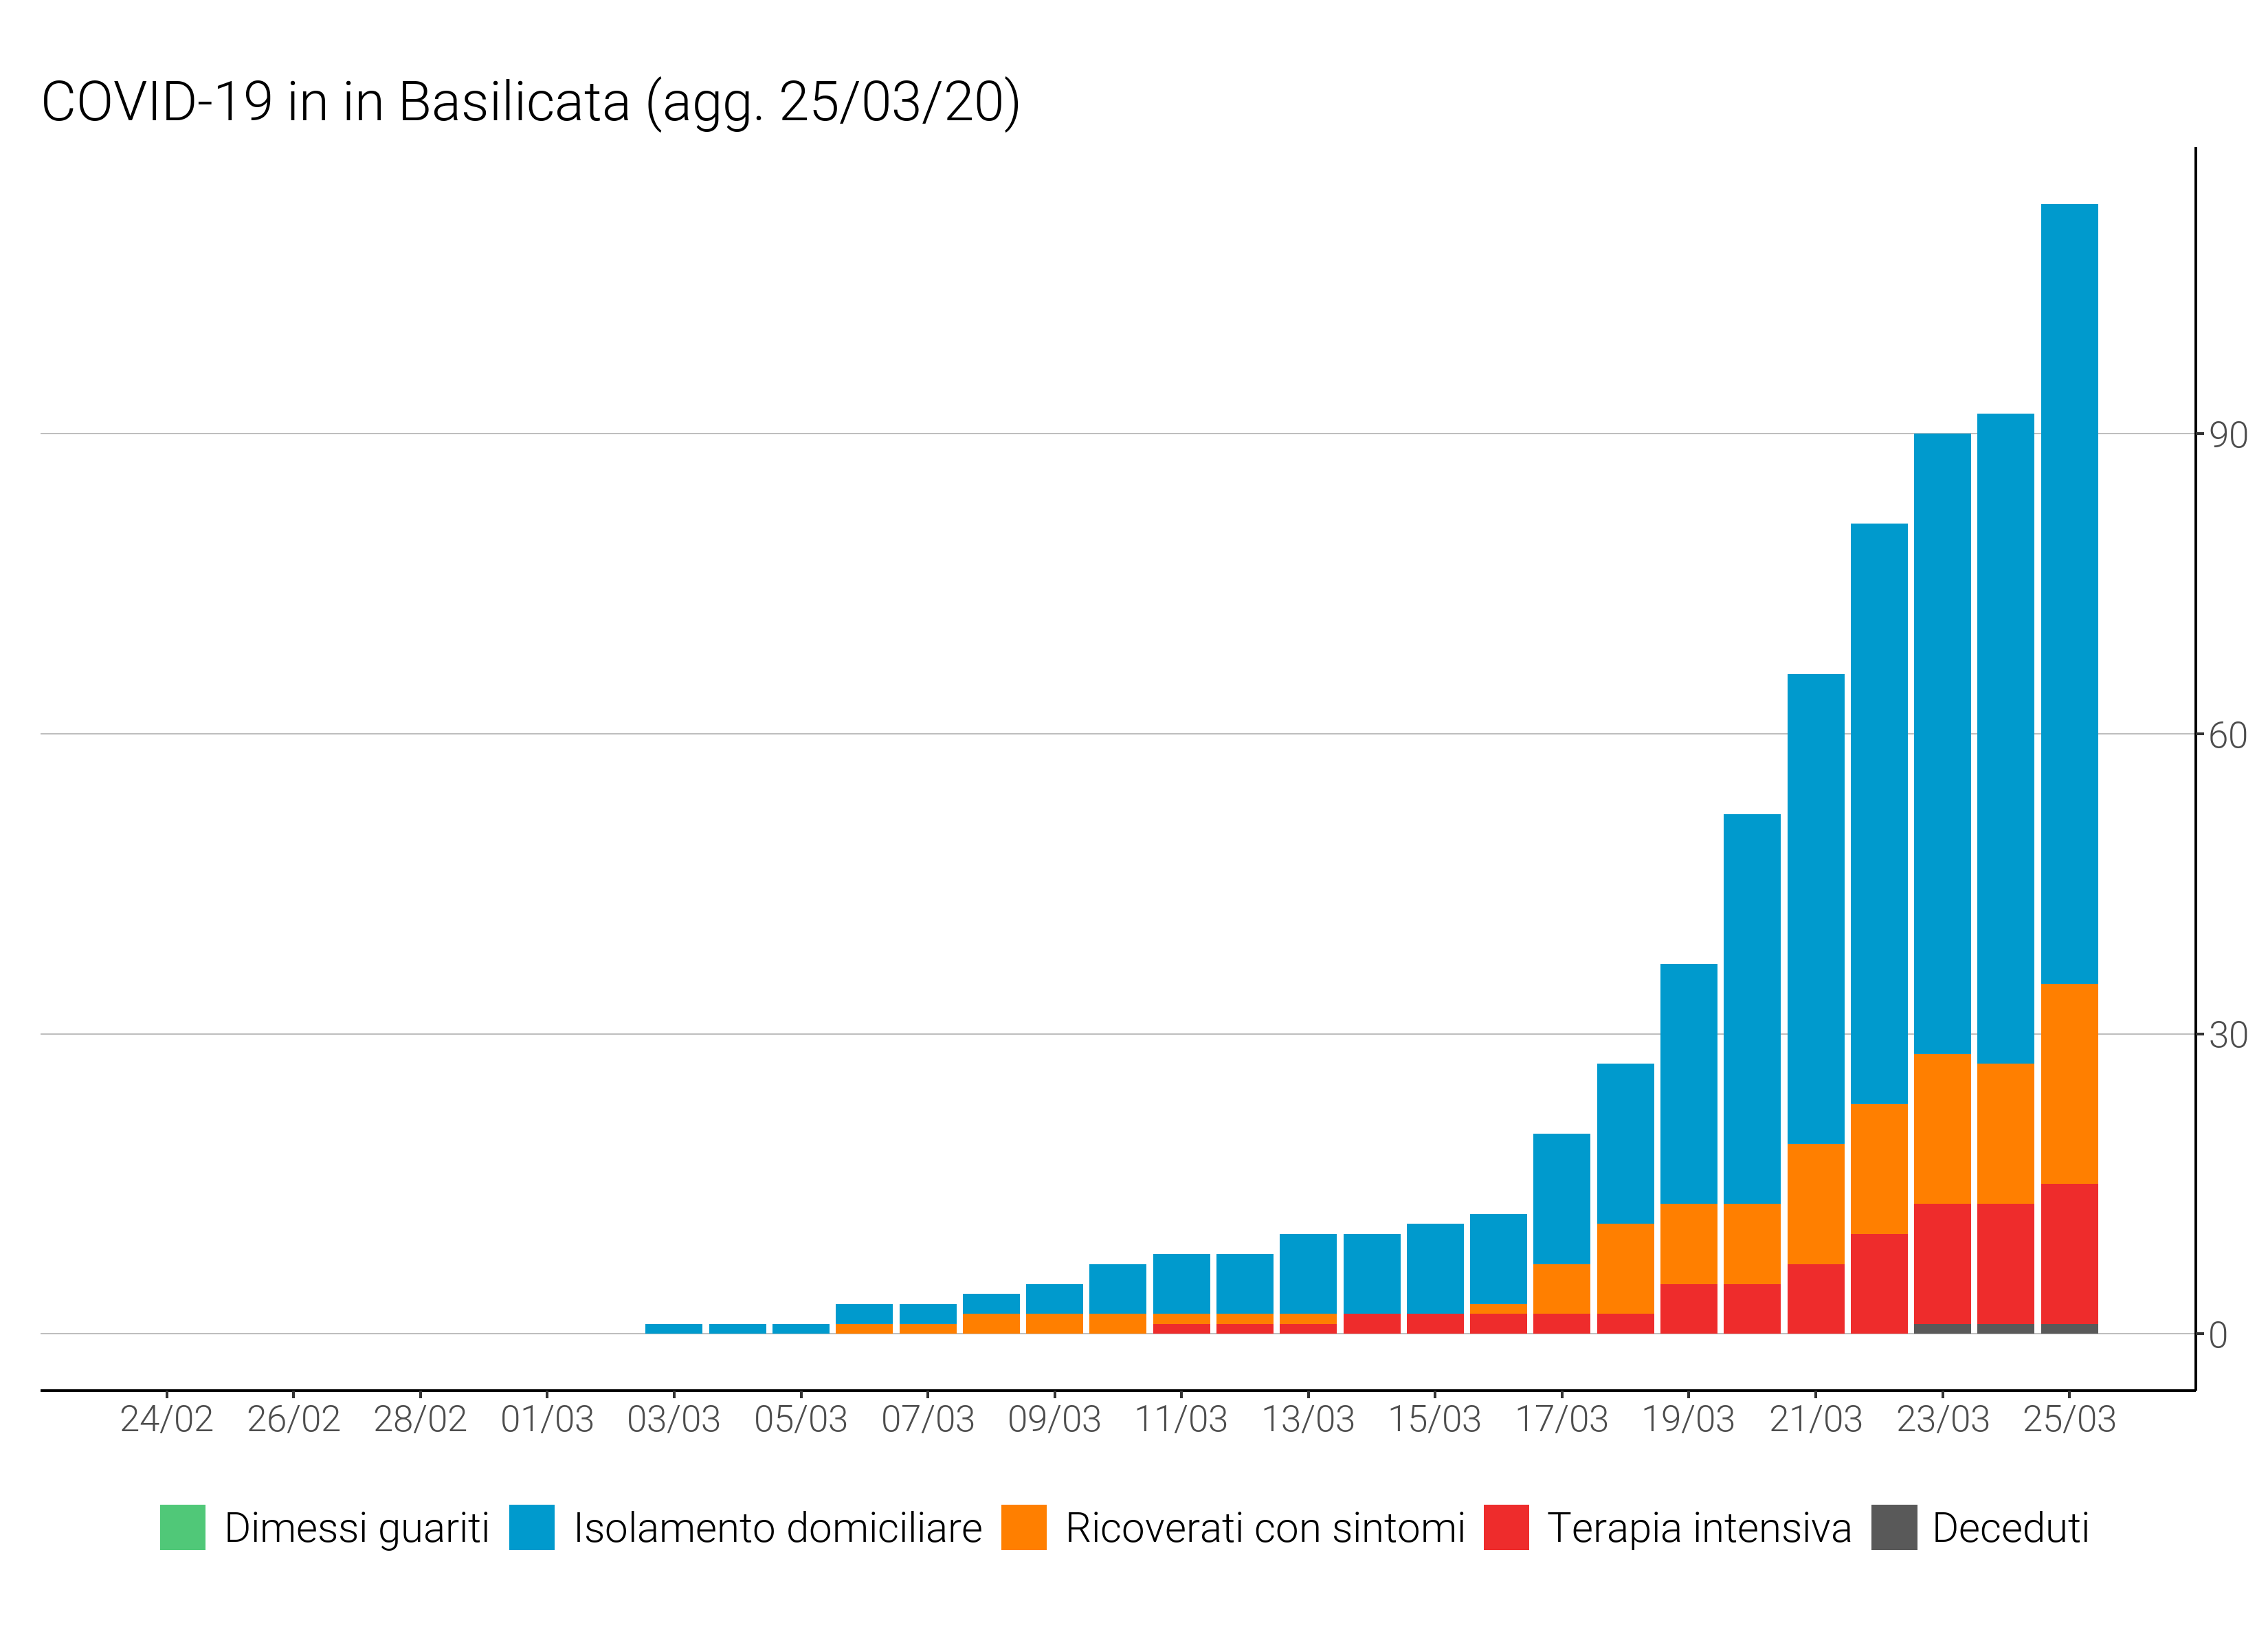 COVID-19 in in Basilicata (agg. 25/03/20)
90
60
30
0
24/02 26/02 28/02 01/03 03/03 05/03 07/03 09/03 11/03 13/03 15/03 17/03 19/03 21/03 23/03 25/03
Dimessi guariti Isolamento domiciliare Ricoverati con sintomi Terapia intensiva Deceduti